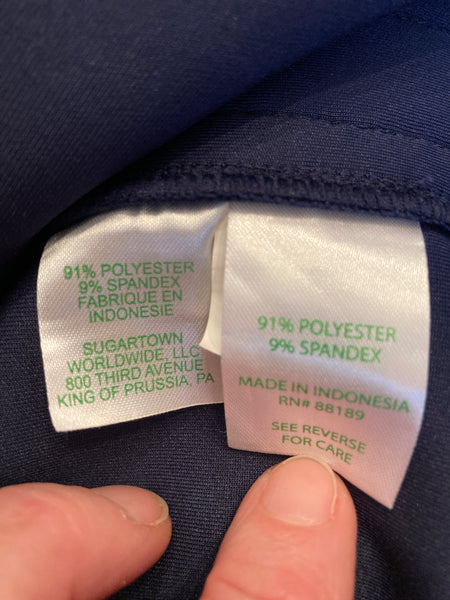 91% POLYESTER
9% SPANDEX
FABRIQUE EN
INDONESIE
SUGARTOWN
WORLDWIDE, LLC
800 THIRD AVENUE
KING OF PRUSSIA, PA
91% POLYESTER
9% SPANDEX
MADE IN INDONESIA
RN# 88189
SEE REVERSE
FOR CARE